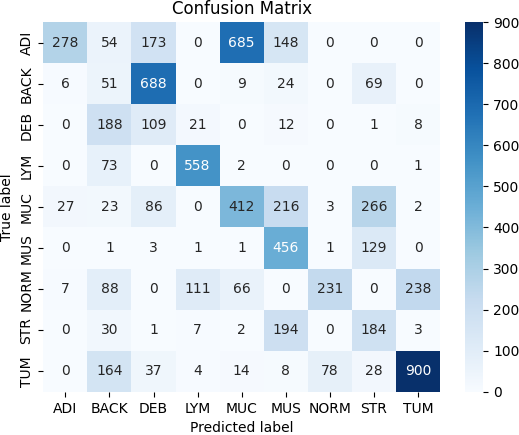 Confusion Matrix
True label
ADI 278 54 173 0 685 148 0 0 0
BACK 6 51 688 0 9 24 0 69 0
DEB 0 188 109 21 0 12 0 1 8
LYM 0 73 0 558 2 0 0 0 1
MUC 27 23 86 0 412 216 3 266 2
MUS 0 1 3 1 1 456 1 129 0
NORM 7 88 0 111 66 0 231 0 238
STR 0 30 1 7 2 194 0 184 3
TUM 0 164 37 4 14 8 78 28 900
ADI BACK DEB LYM MUC MUS NORM STR TUM
Predicted label
900
800
700
600
500
400
300
200
100
0